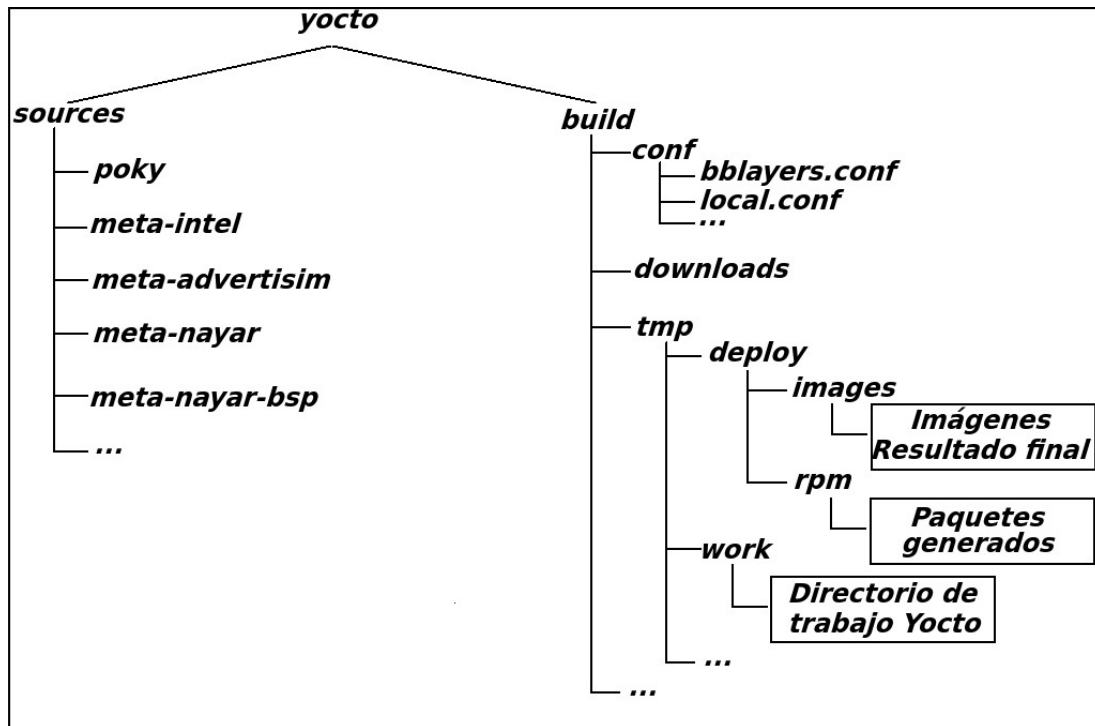 yocto
sources
poky
meta-intel
meta-advertisim
meta-nayar
meta-nayar-bsp
...
build
conf
bblayers.conf
local.conf
...
downloads
tmp
deploy
images
Imágenes
Resultado final
rpm
Paquetes
generados
work
Directorio de
trabajo Yocto
...
...